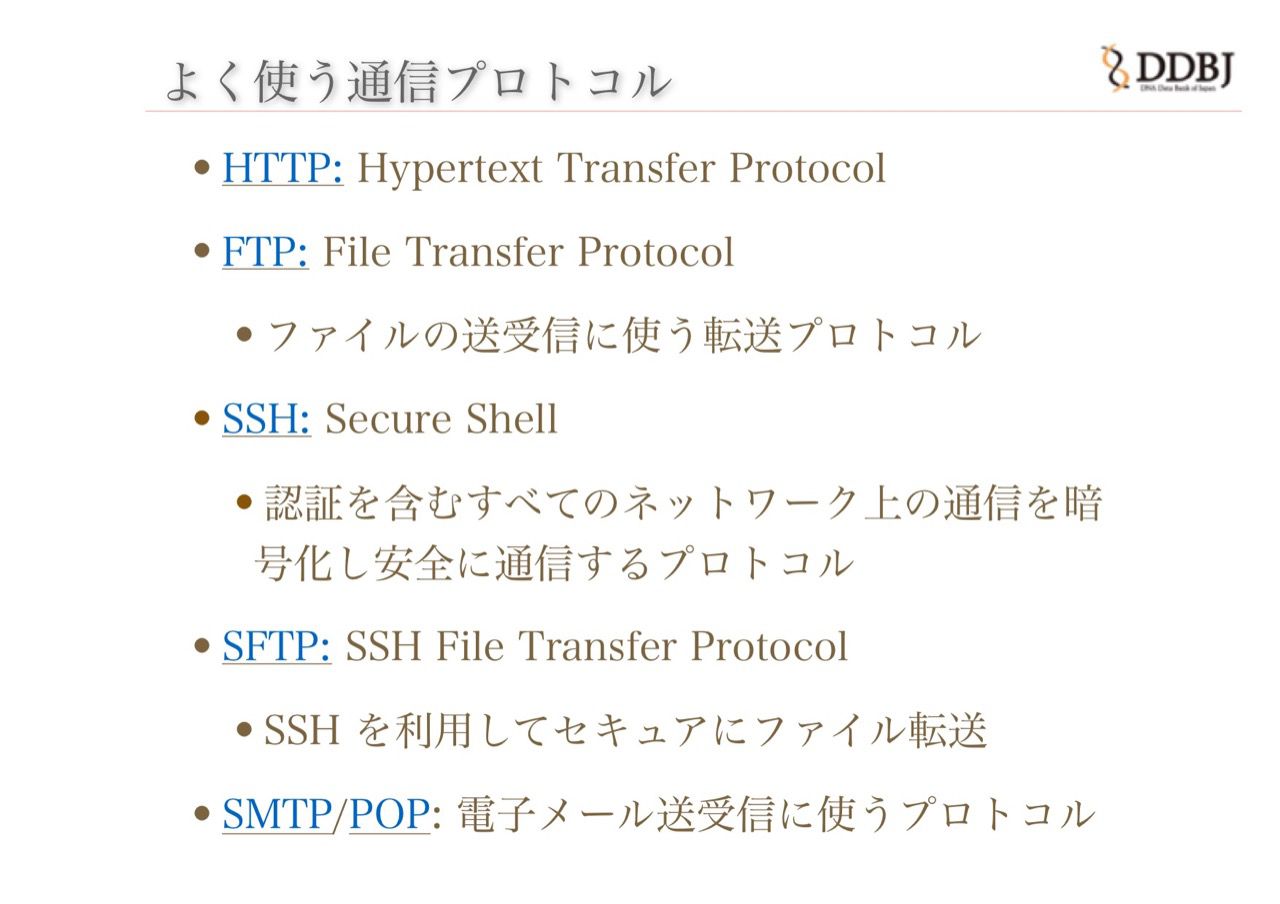 よく使う通信プロトコル
DDBJ
DNA Data Bank of Japan
• HTTP: Hypertext Transfer Protocol
• FTP: File Transfer Protocol
• ファイルの送受信に使う転送プロトコル
• SSH: Secure Shell
• 認証を含むすべてのネットワーク上の通信を暗
号化し安全に通信するプロトコル
• SFTP: SSH File Transfer Protocol
• SSH を利用してセキュアにファイル転送
• SMTP/POP: 電子メール送受信に使うプロトコル